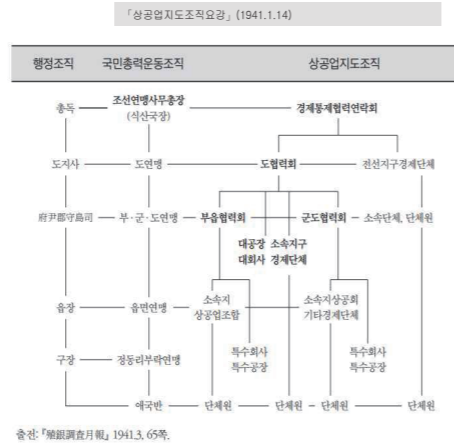 「상공업지도조직요강」(1941.1.14)
행정조직 국민총력운동조직 상공업지도조직
총독 조선연맹사무총장 경제통제협력연락회
(식산국장)
도지사 도연맹 도협력회 전선지구경제단체
府尹郡守島司 부·군·도연맹 부읍협력회 군도협력회 소속단체, 단체원
대공장 소속지구
대회사 경제단체
읍장 읍면연맹 소속지 소속지상공회
상공업조합 기타경제단체
특수회사 특수회사
구장 정동리부락연맹 특수공장 특수공장
애국반 단체원 단체원 단체원 단체원
출전: 『殖銀調査月報』 1941.3, 65쪽.